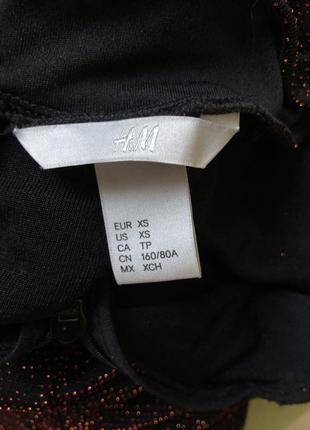 H&M
EUR XS
US XS
CA TP
CN 160/80A
MX XCH